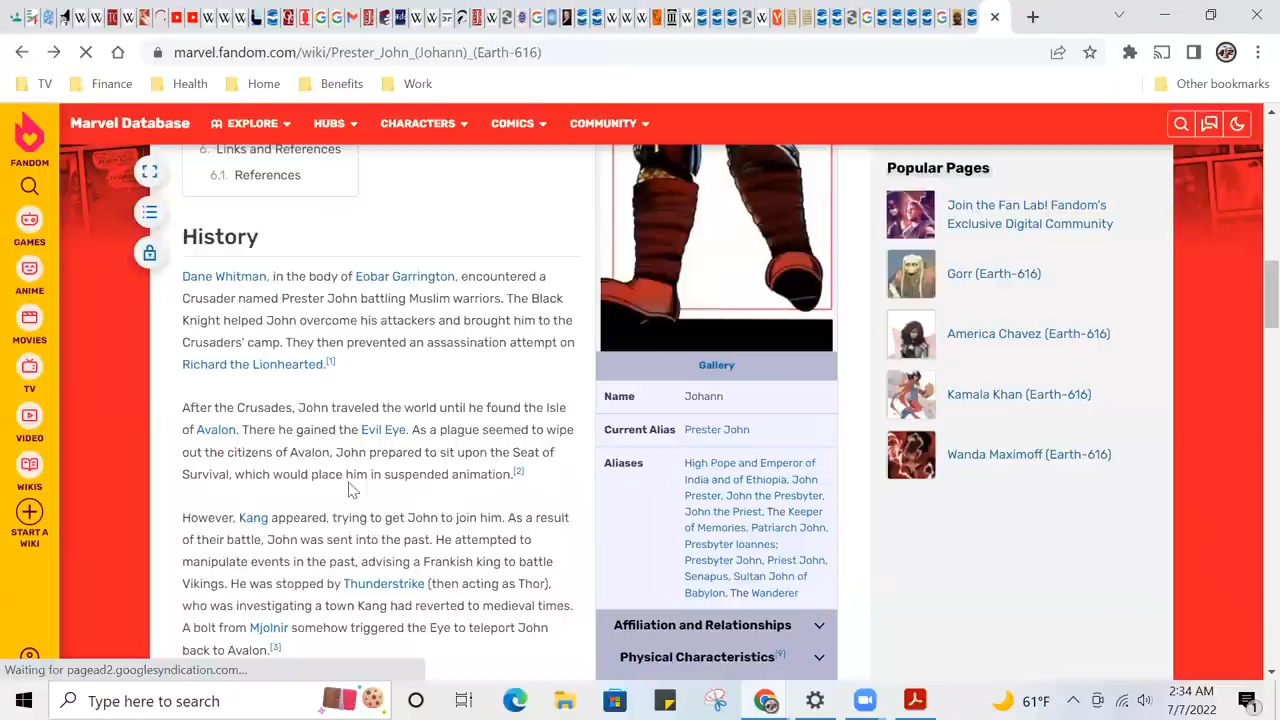 marvel.fandom.com/wiki/Prester_John_(Johann)_(Earth-616)
TV
Finance
Health
Home
Benefits
Work
Other bookmarks
FANDOM
GAMES
ANIME
MOVIES
TV
VIDEO
WIKIS
START A
WIKI
Marvel Database
EXPLORE
HUBS
CHARACTERS
COMICS
COMMUNITY
6. Links and References
6.1. References
History
Dane Whitman, in the body of Eobar Garrington, encountered a
Crusader named Prester John battling Muslim warriors. The Black
Knight helped John overcome his attackers and brought him to the
Crusaders' camp. They then prevented an assassination attempt on
Richard the Lionhearted.[1]
After the Crusades, John traveled the world until he found the Isle
of Avalon. There he gained the Evil Eye. As a plague seemed to wipe
out the citizens of Avalon, John prepared to sit upon the Seat of
Survival, which would place him in suspended animation.[2]
However, Kang appeared, trying to get John to join him. As a result
of their battle, John was sent into the past. He attempted to
manipulate events in the past, advising a Frankish king to battle
Vikings. He was stopped by Thunderstrike (then acting as Thor),
who was investigating a town Kang had reverted to medieval times.
A bolt from Mjolnir somehow triggered the Eye to teleport John
back to Avalon.[3]
Gallery
Name Johann
Current Alias Prester John
Aliases High Pope and Emperor of
India and of Ethiopia, John
Prester, John the Presbyter,
John the Priest, The Keeper
of Memories, Patriarch John,
Presbyter Ioannes;
Presbyter John, Priest John,
Senapus, Sultan John of
Babylon, The Wanderer
Affiliation and Relationships
Physical Characteristics[9]
Popular Pages
Join the Fan Lab! Fandom's
Exclusive Digital Community
Gorr (Earth-616)
America Chavez (Earth-616)
Kamala Khan (Earth-616)
Wanda Maximoff (Earth-616)
Waiting for pagead2.googlesyndication.com...
Type here to search
61°F
2:34 AM
7/7/2022